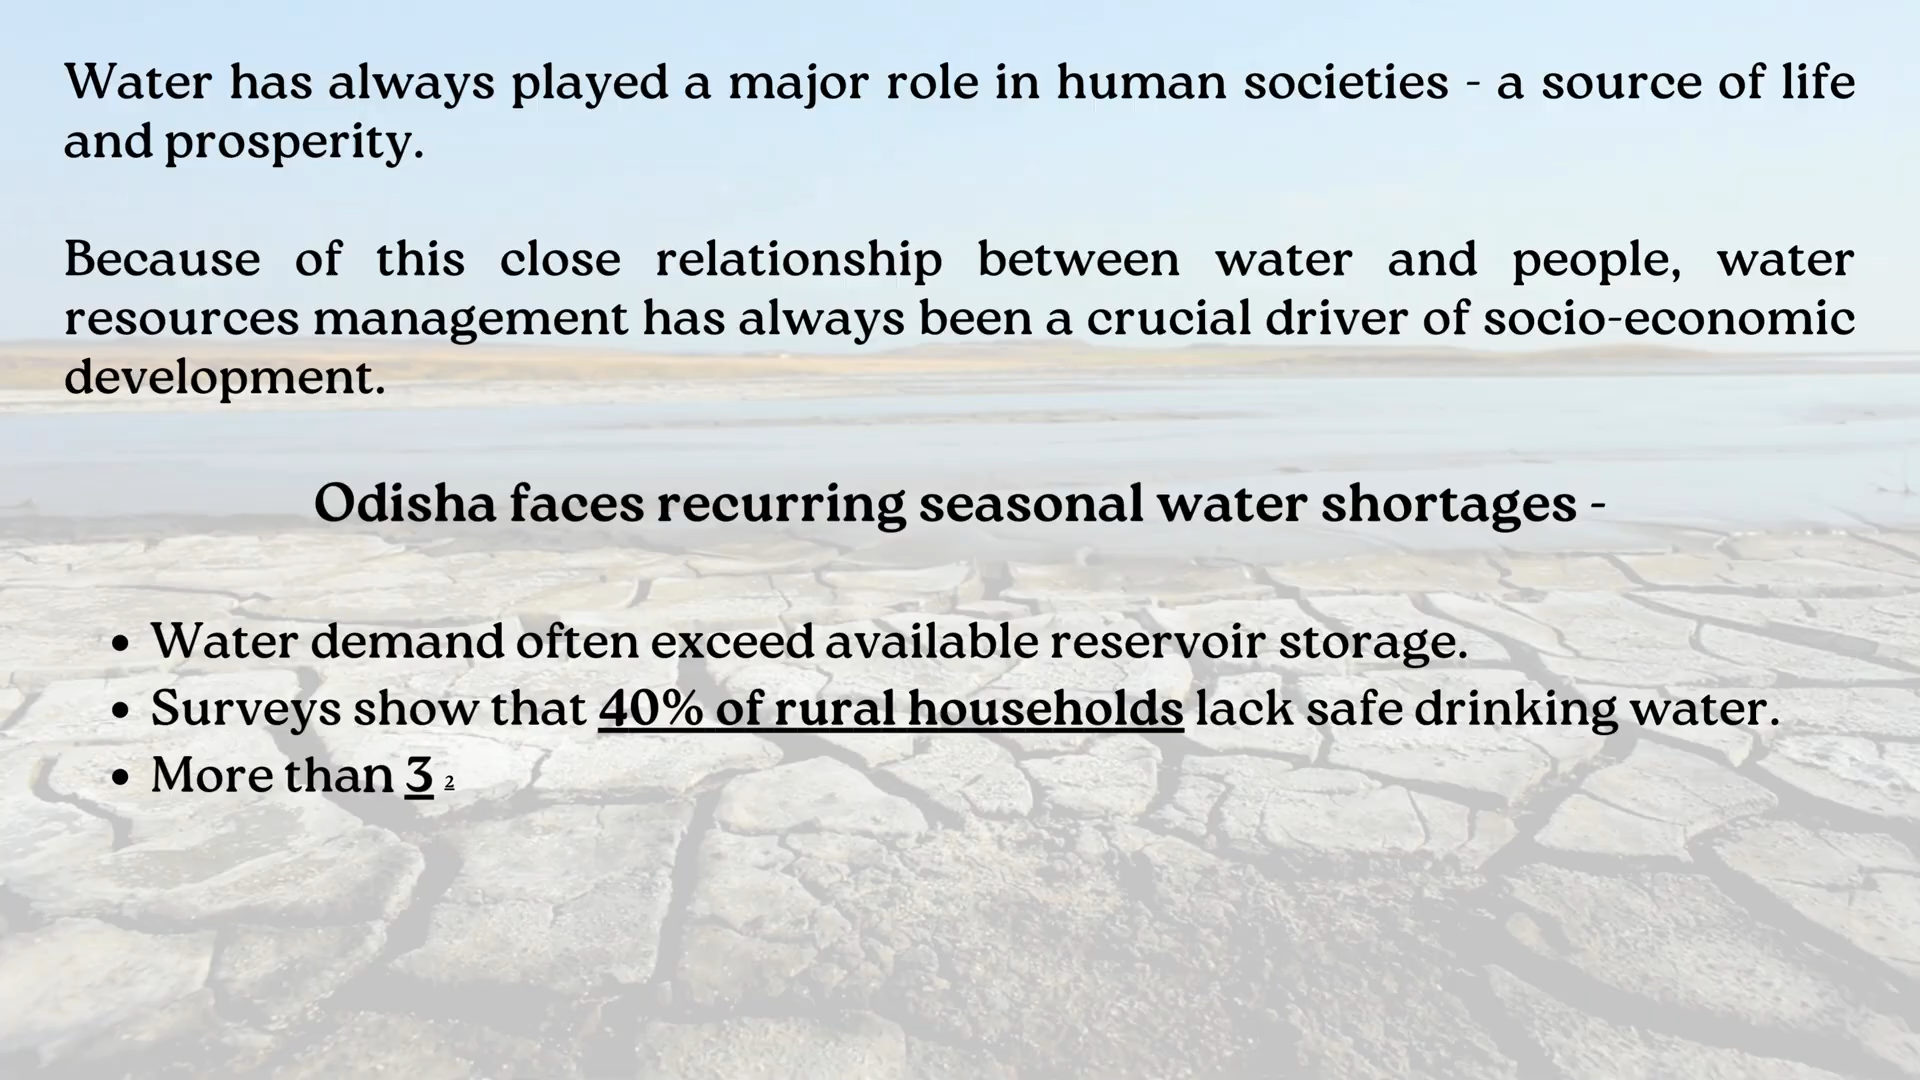 Water has always played a major role in human societies - a source of life
and prosperity.
Because of this close relationship between water and people, water
resources management has always been a crucial driver of socio-economic
development.
Odisha faces recurring seasonal water shortages -
• Water demand often exceed available reservoir storage.
• Surveys show that 40% of rural households lack safe drinking water.
• More than 3 2